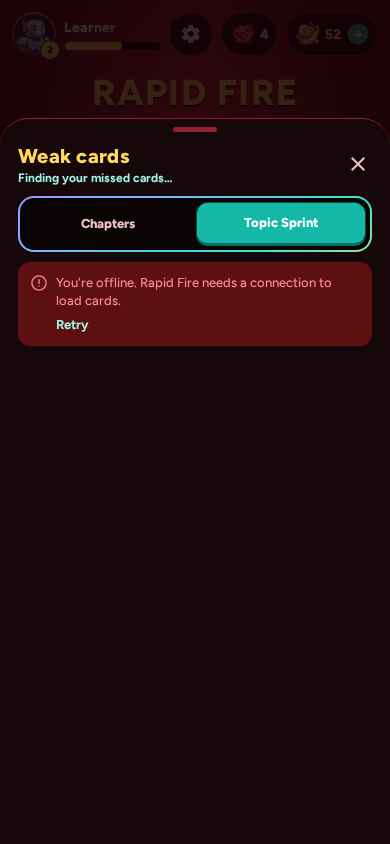 Learner
2
4
52
RAPID FIRE
Weak cards
Finding your missed cards...
Chapters
Topic Sprint
You're offline. Rapid Fire needs a connection to
load cards.
Retry